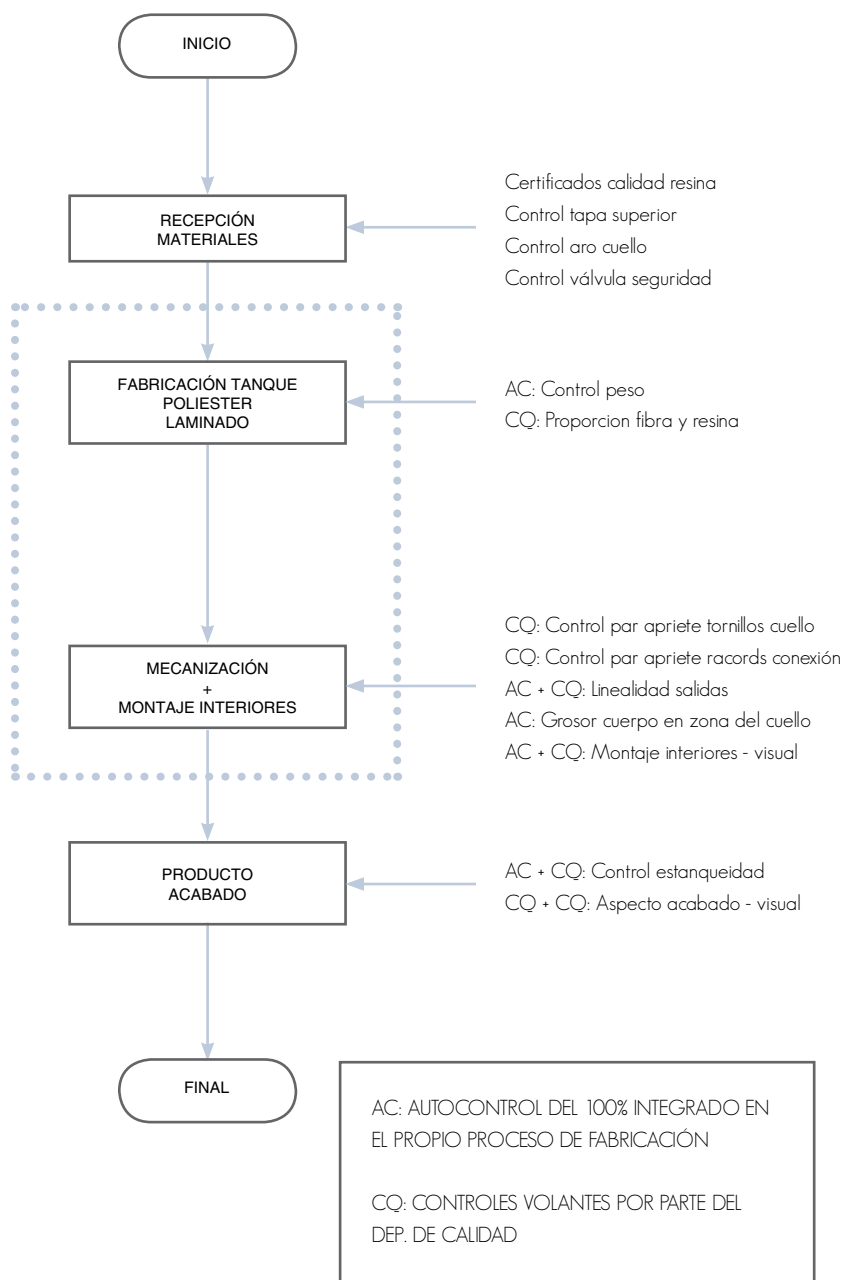 INICIO
RECEPCIÓN
MATERIALES
Certificados calidad resina
Control tapa superior
Control aro cuello
Control válvula seguridad
FABRICACIÓN TANQUE
POLIESTER
LAMINADO
AC: Control peso
CQ: Proporcion fibra y resina
MECANIZACIÓN
+
MONTAJE INTERIORES
CQ: Control par apriete tornillos cuello
CQ: Control par apriete racords conexión
AC + CQ: Linealidad salidas
AC: Grosor cuerpo en zona del cuello
AC + CQ: Montaje interiores - visual
PRODUCTO
ACABADO
AC + CQ: Control estanqueidad
CQ + CQ: Aspecto acabado - visual
FINAL
AC: AUTOCONTROL DEL 100% INTEGRADO EN
EL PROPIO PROCESO DE FABRICACIÓN
CQ: CONTROLES VOLANTES POR PARTE DEL
DEP. DE CALIDAD